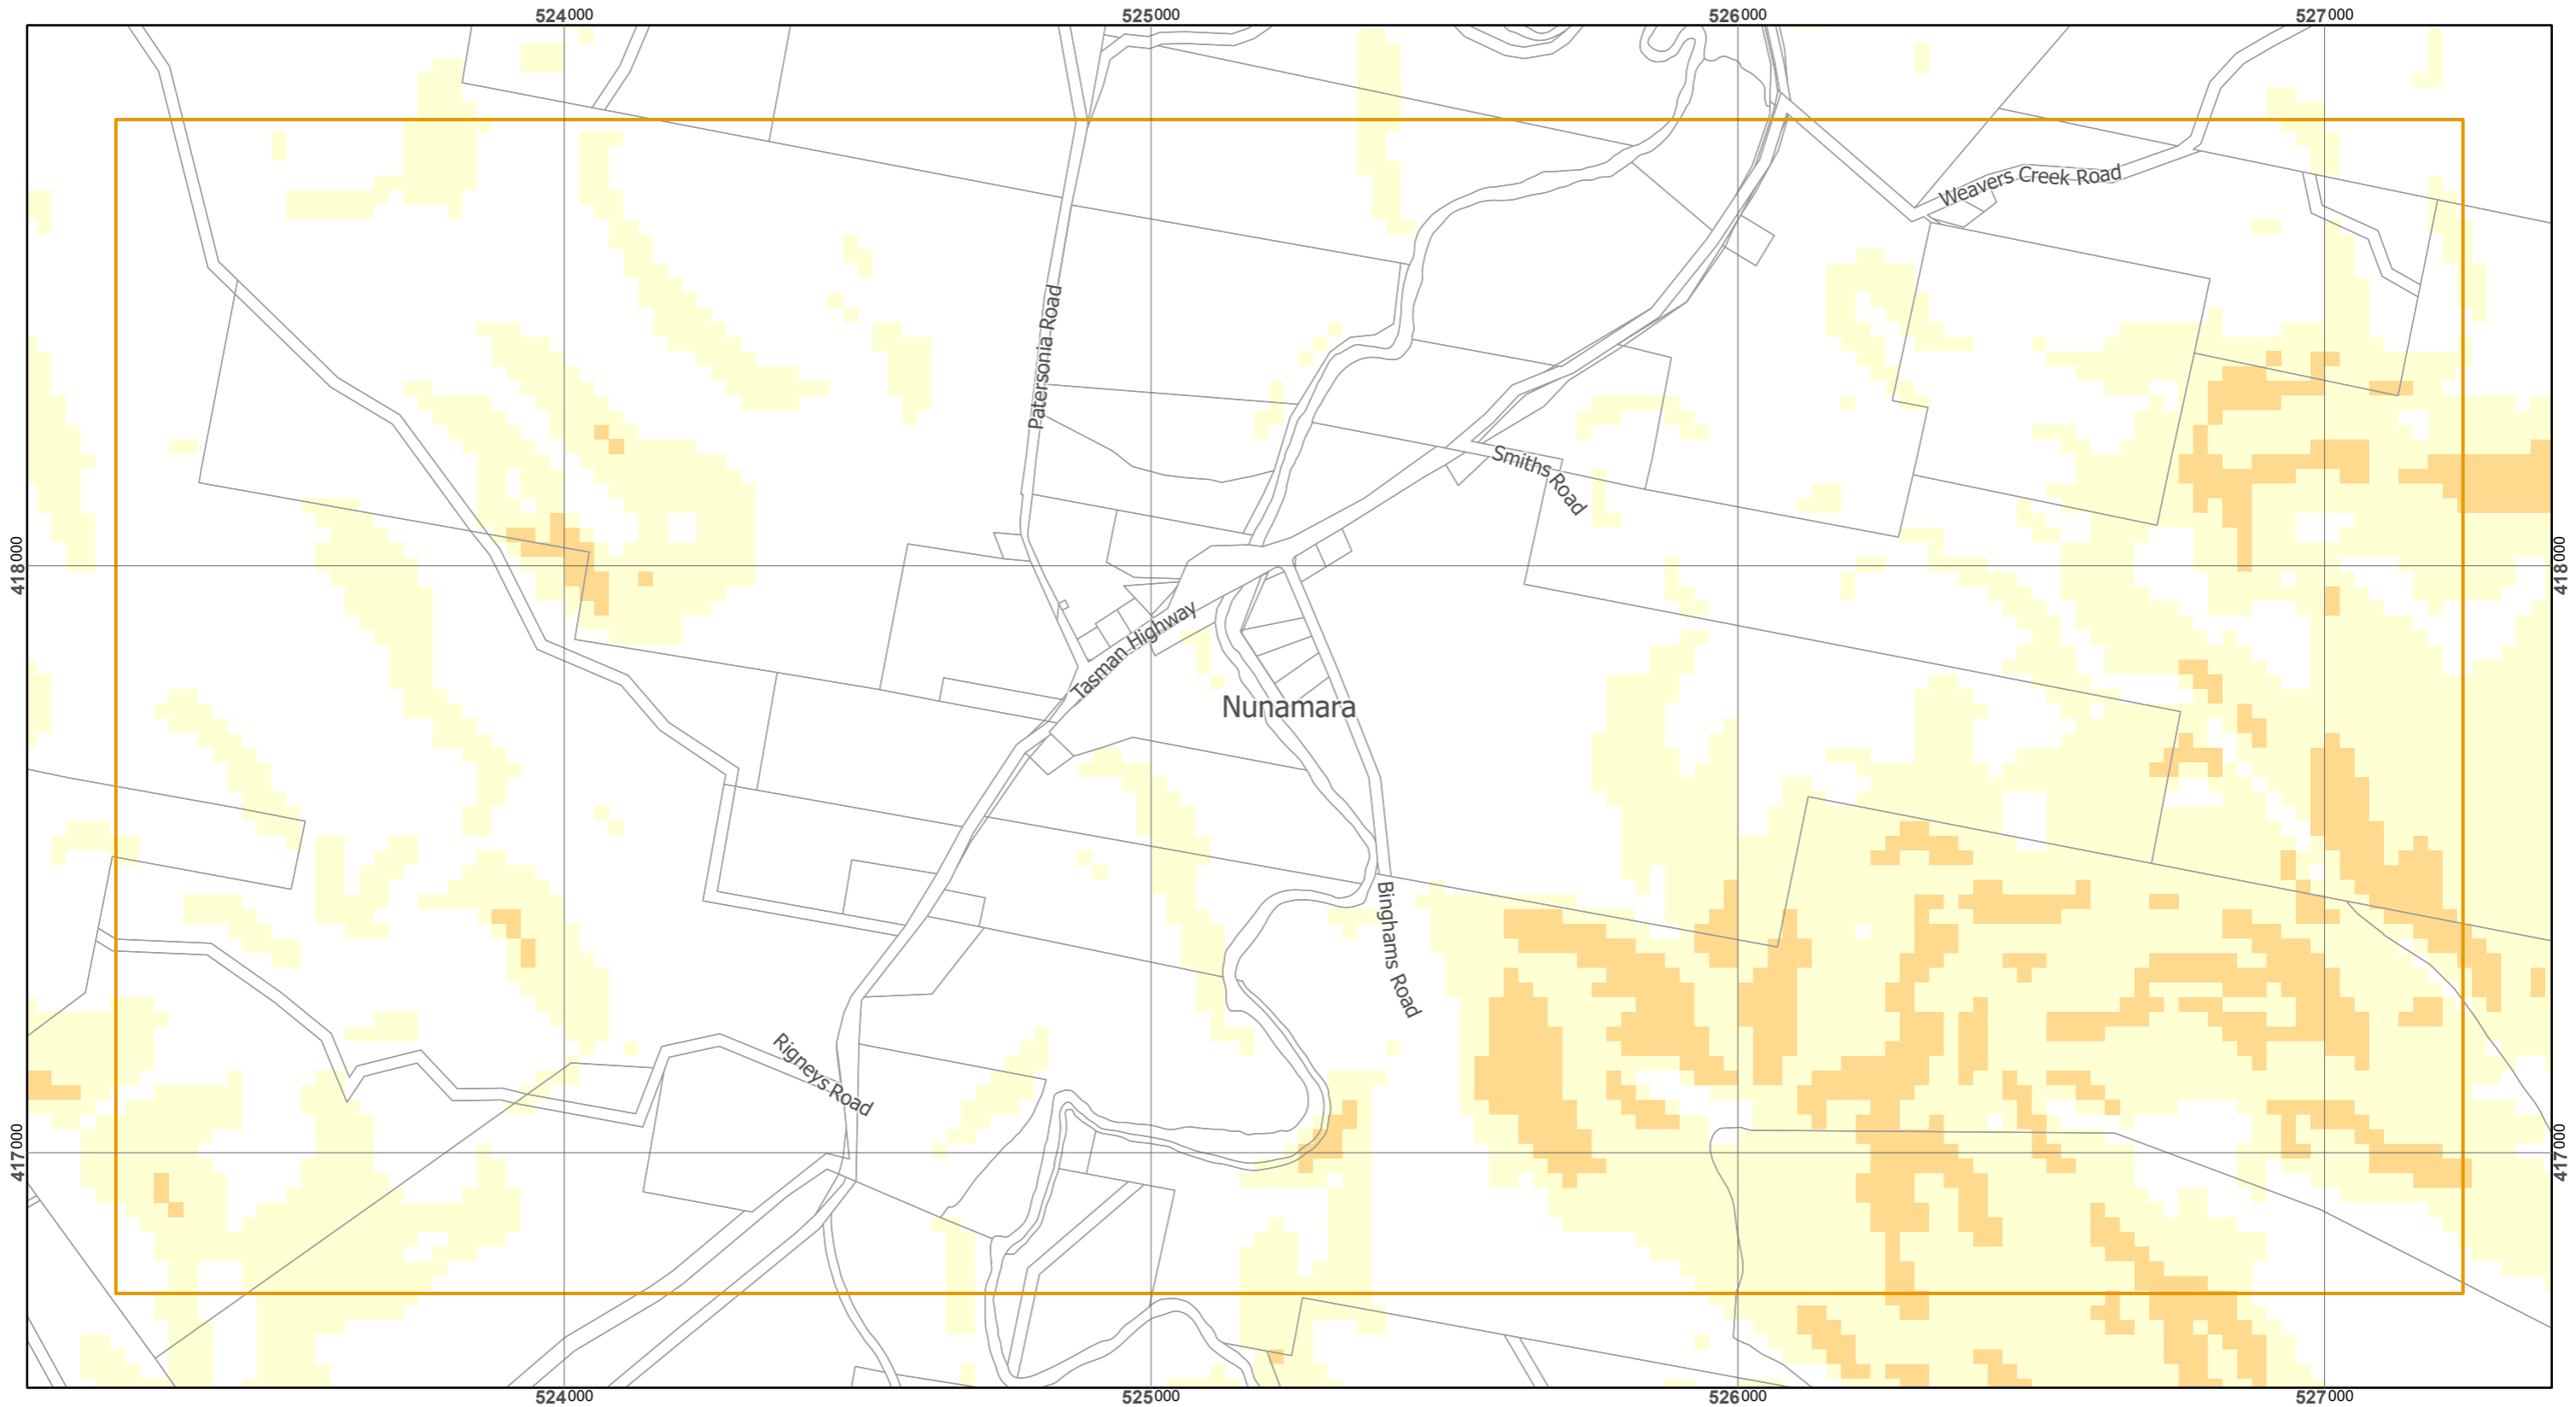 524000
525000
526000
527000
Weavers Creek Road
Patersonia Road
Smiths Road
418000
418000
Tasman Highway
Nunamara
Binghams Road
Rigneys Road
417000
417000
524000
525000
526000
527000